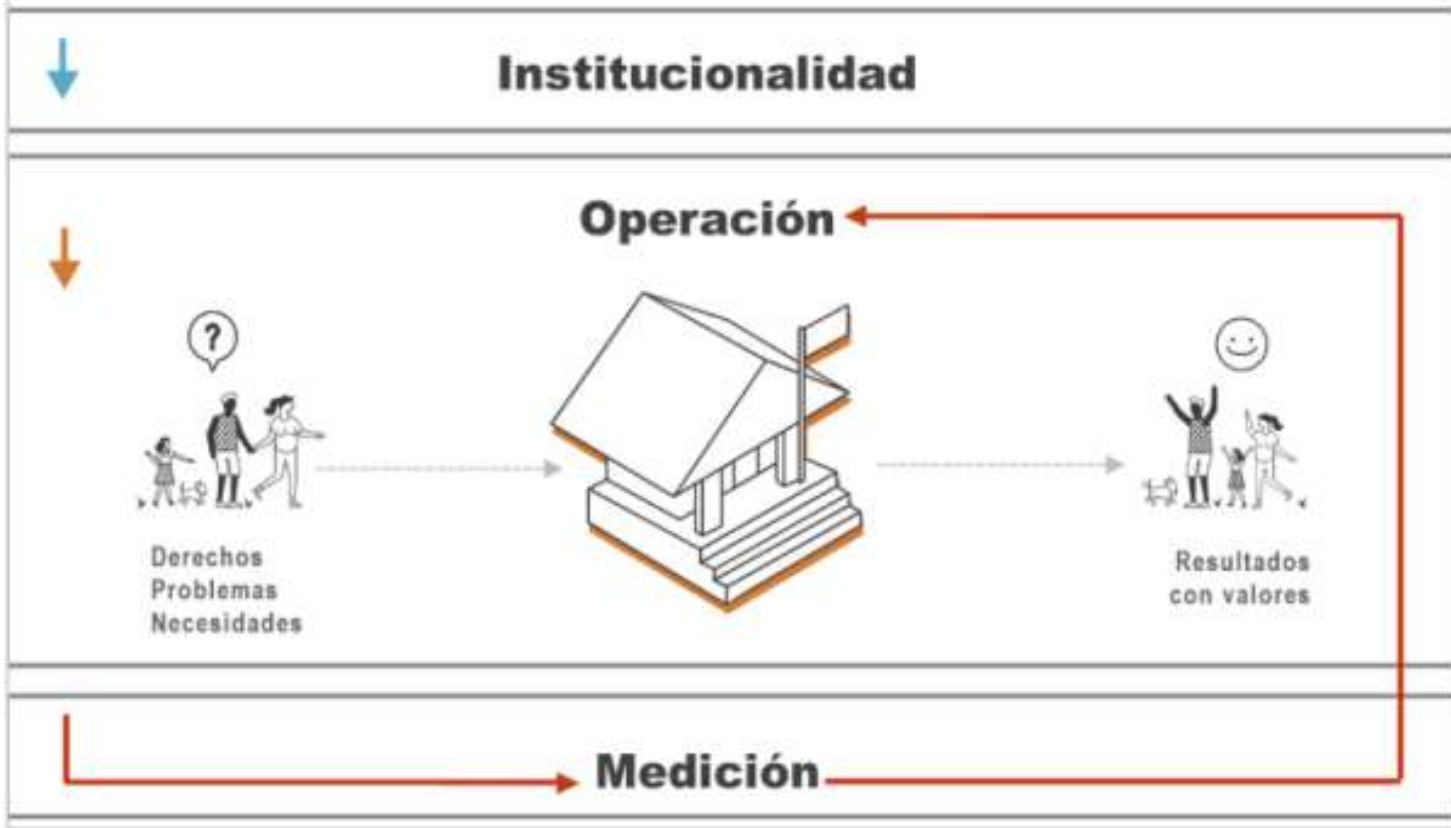 Institucionalidad
Operación
?
Derechos
Problemas
Necesidades
Resultados
con valores
Medición